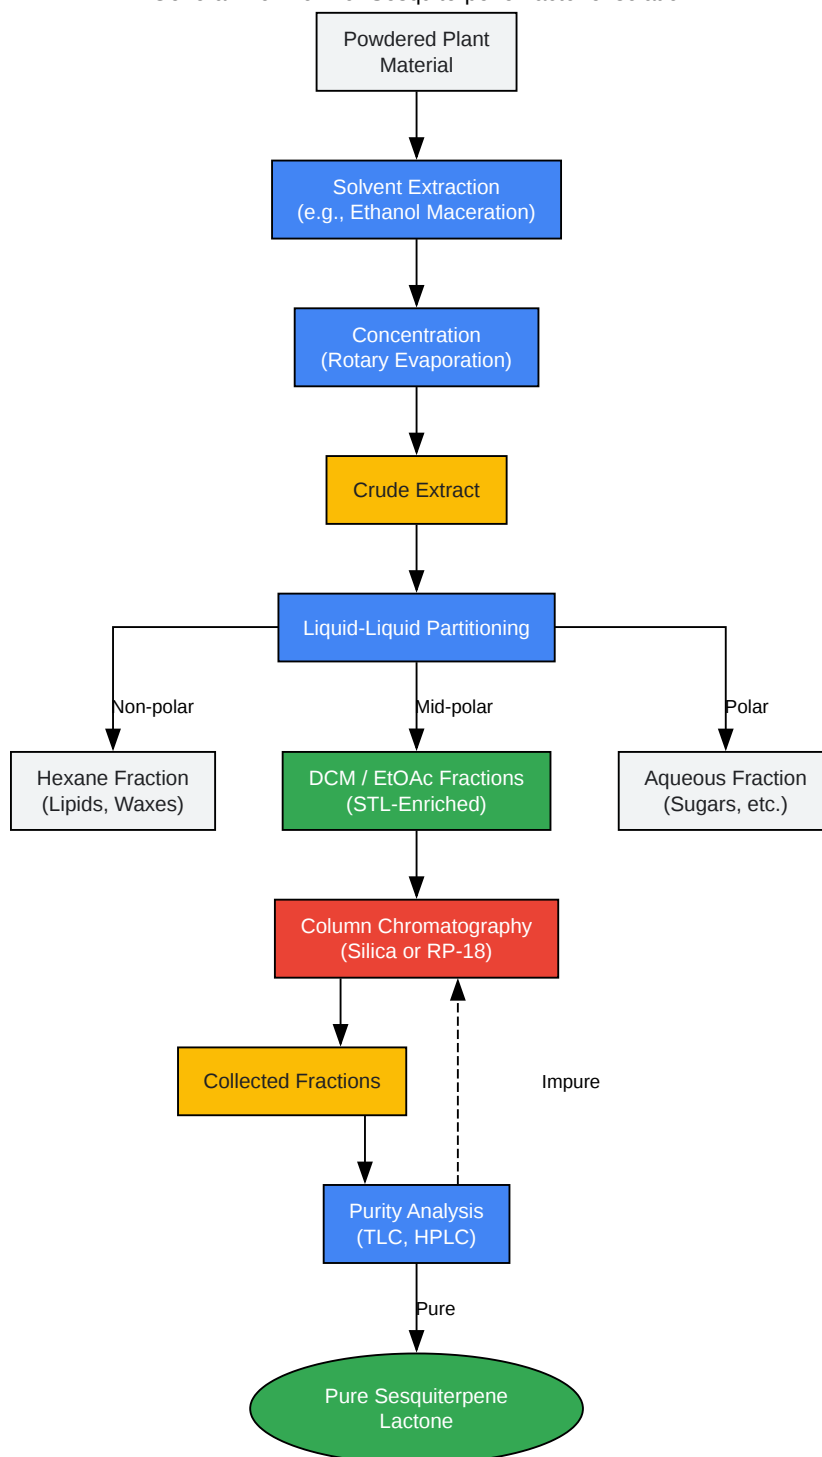 Powdered Plant
Material
Solvent Extraction
(e.g., Ethanol Maceration)
Concentration
(Rotary Evaporation)
Crude Extract
Liquid-Liquid Partitioning
Non-polar
Mid-polar
Polar
Hexane Fraction
(Lipids, Waxes)
DCM / EtOAc Fractions
(STL-Enriched)
Aqueous Fraction
(Sugars, etc.)
Column Chromatography
(Silica or RP-18)
Collected Fractions
Impure
Purity Analysis
(TLC, HPLC)
Pure
Pure Sesquiterpene
Lactone